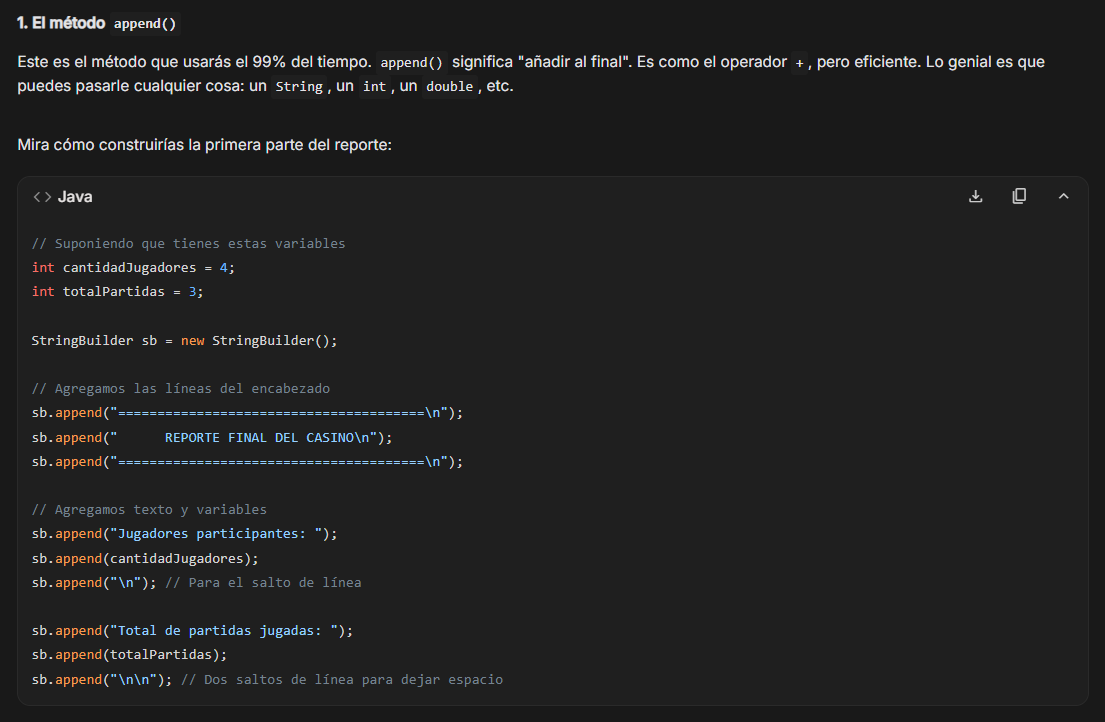 1. El método append()
Este es el método que usarás el 99% del tiempo. append() significa "añadir al final". Es como el operador +, pero eficiente. Lo genial es que
puedes pasarle cualquier cosa: un String, un int, un double, etc.
Mira cómo construirías la primera parte del reporte:
<> Java
// Suponiendo que tienes estas variables
int cantidadJugadores = 4;
int totalPartidas = 3;
StringBuilder sb = new StringBuilder();
// Agregamos las líneas del encabezado
sb.append("=======================================\n");
sb.append("      REPORTE FINAL DEL CASINO\n");
sb.append("=======================================\n");
// Agregamos texto y variables
sb.append("Jugadores participantes: ");
sb.append(cantidadJugadores);
sb.append("\n"); // Para el salto de línea
sb.append("Total de partidas jugadas: ");
sb.append(totalPartidas);
sb.append("\n\n"); // Dos saltos de línea para dejar espacio